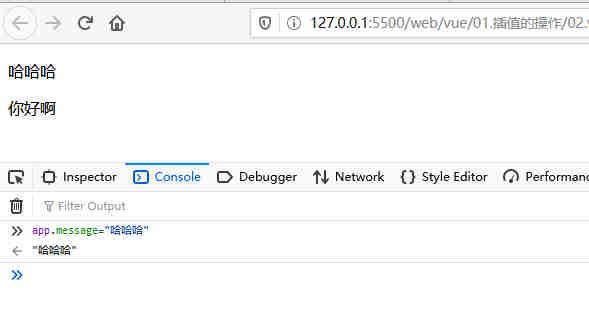 127.0.0.1:5500/web/vue/01.插值的操作/02.
哈哈哈
你好啊
Inspector Console Debugger Network Style Editor Performan
Filter Output
app.message="哈哈哈"
"哈哈哈"